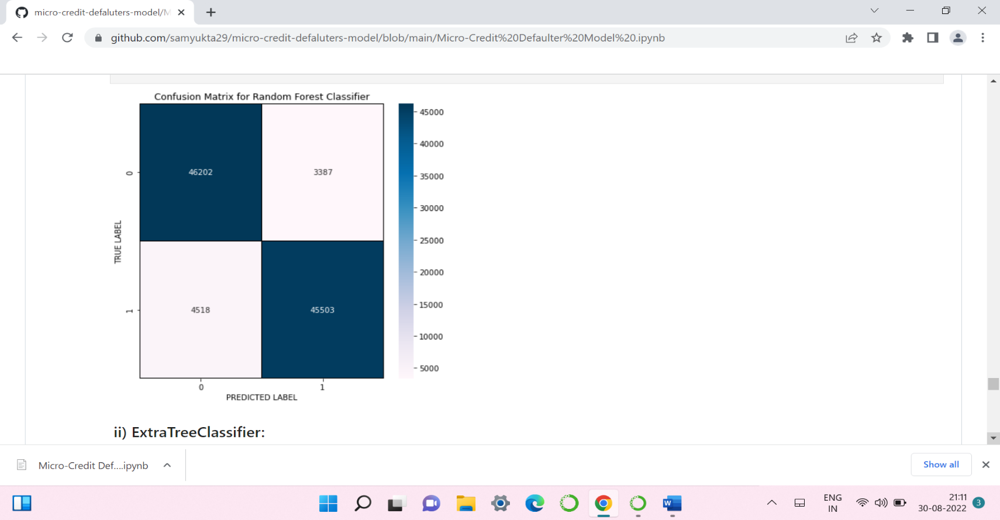 micro-credit-defaluters-model/M
github.com/samyukta29/micro-credit-defaluters-model/blob/main/Micro-Credit%20Defaulter%20Model%20.ipynb
Confusion Matrix for Random Forest Classifier
46202
3387
4518
45503
TRUE LABEL
0
1
0
1
PREDICTED LABEL
45000
40000
35000
30000
25000
20000
15000
10000
5000
ii) ExtraTreeClassifier:
Micro-Credit Def....ipynb
Show all
W
ENG
IN
21:11
30-08-2022
3